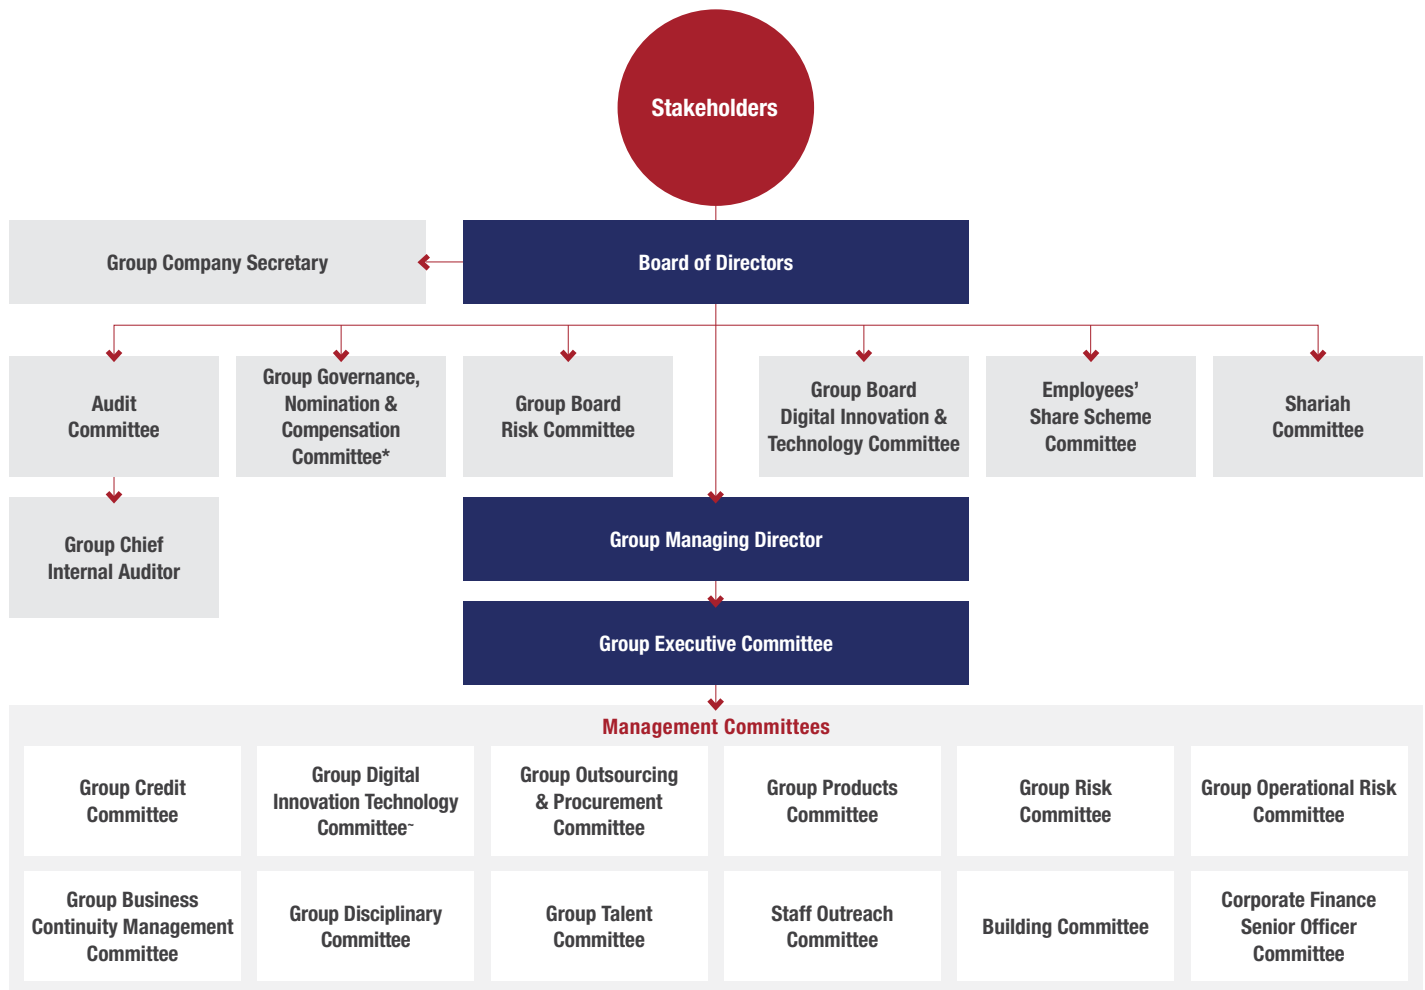 Stakeholders
Group Company Secretary
Board of Directors
Audit
Committee
Group Governance,
Nomination &
Compensation
Committee*
Group Board
Risk Committee
Group Board
Digital Innovation &
Technology Committee
Employees’
Share Scheme
Committee
Shariah
Committee
Group Chief
Internal Auditor
Group Managing Director
Group Executive Committee
Management Committees
Group Credit
Committee
Group Digital
Innovation Technology
Committee~
Group Outsourcing
& Procurement
Committee
Group Products
Committee
Group Risk
Committee
Group Operational Risk
Committee
Group Business
Continuity Management
Committee
Group Disciplinary
Committee
Group Talent
Committee
Staff Outreach
Committee
Building Committee
Corporate Finance
Senior Officer
Committee